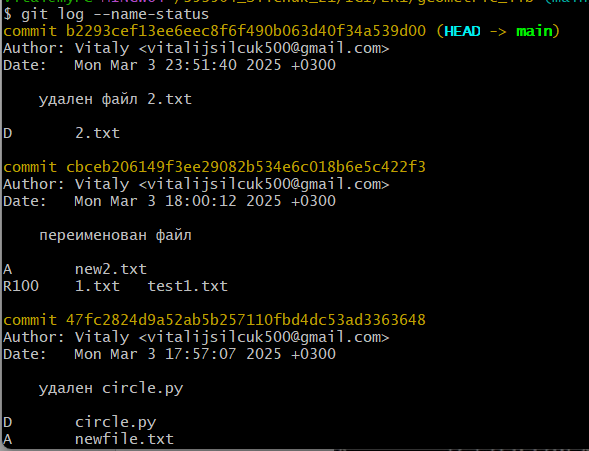 $ git log --name-status
commit b2293cef13ee6eec8f6f490b063d40f34a539d00 (HEAD -> main)
Author: Vitaly <vitalijsilcuk500@gmail.com>
Date:   Mon Mar 3 23:51:40 2025 +0300
удален файл 2.txt
D       2.txt
commit cbceb206149f3ee29082b534e6c018b6e5c422f3
Author: Vitaly <vitalijsilcuk500@gmail.com>
Date:   Mon Mar 3 18:00:12 2025 +0300
переименован файл
A       new2.txt
R100    1.txt   test1.txt
commit 47fc2824d9a52ab5b257110fbd4dc53ad3363648
Author: Vitaly <vitalijsilcuk500@gmail.com>
Date:   Mon Mar 3 17:57:07 2025 +0300
удален circle.py
D       circle.py
A       newfile.txt